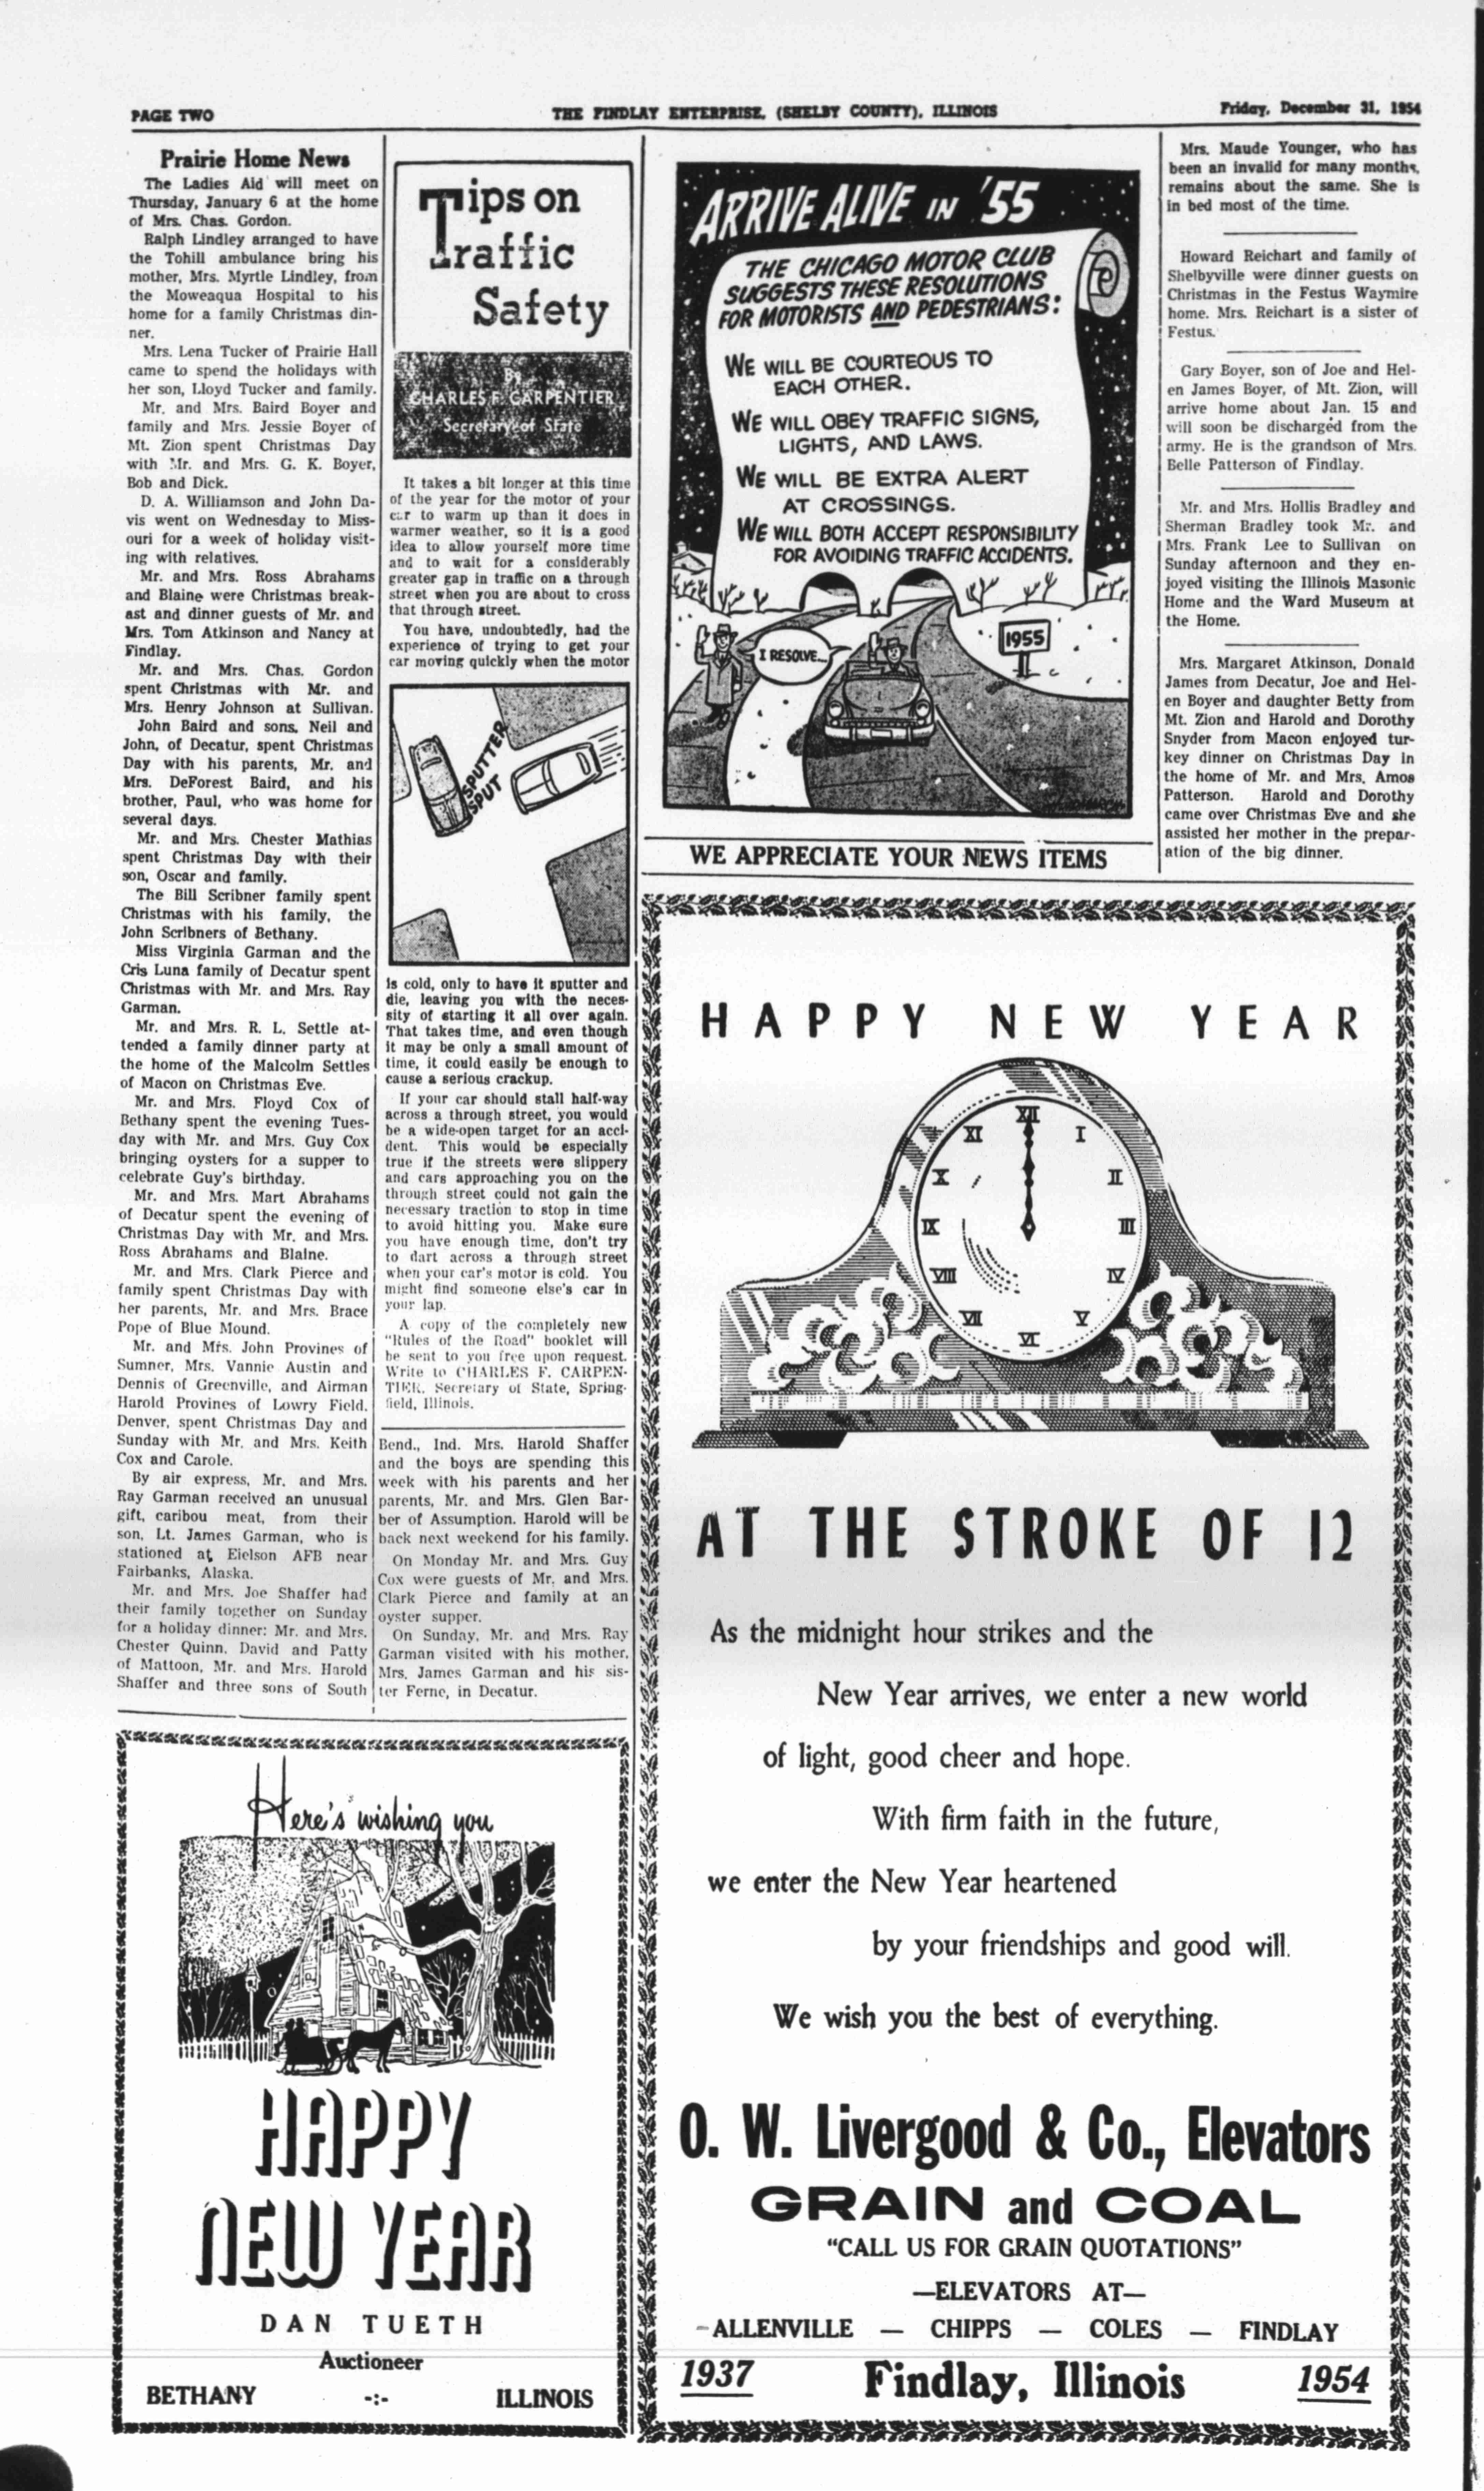 PAGE TWO
THE FINDLAY ENTERPRISE, (SHELBY COUNTY), ILLINOIS
Friday, December 31, 1954
Prairie Home News
The Ladies Aid will meet on
Thursday, January 6 at the home
of Mrs. Chas. Gordon.
Ralph Lindley arranged to have
the Tohill ambulance bring his
mother, Mrs. Myrtle Lindley, from
the Moweaqua Hospital to his
home for a family Christmas din-
ner.
Mrs. Lena Tucker of Prairie Hall
came to spend the holidays with
her son, Lloyd Tucker and family.
Mr. and Mrs. Baird Boyer and
family and Mrs. Jessie Boyer of
Mt. Zion spent Christmas Day
with Mr. and Mrs. G. K. Boyer,
Bob and Dick.
D. A. Williamson and John Da-
vis went on Wednesday to Miss-
ouri for a week of holiday visit-
ing with relatives.
Mr. and Mrs. Ross Abrahams
and Blaine were Christmas break-
ast and dinner guests of Mr. and
Mrs. Tom Atkinson and Nancy at
Findlay.
Mr. and Mrs. Chas. Gordon
spent Christmas with Mr. and
Mrs. Henry Johnson at Sullivan.
John Baird and sons, Neil and
John, of Decatur, spent Christmas
Day with his parents, Mr. and
Mrs. DeForest Baird, and his
brother, Paul, who was home for
several days.
Mr. and Mrs. Chester Mathias
spent Christmas Day with their
son, Oscar and family.
The Bill Scribner family spent
Christmas with his family, the
John Scribners of Bethany.
Miss Virginia Garman and the
Cris Luna family of Decatur spent
Christmas with Mr. and Mrs. Ray
Garman.
Mr. and Mrs. R. L. Settle at-
tended a family dinner party at
the home of the Malcolm Settles
of Macon on Christmas Eve.
Mr. and Mrs. Floyd Cox of
Bethany spent the evening Tues-
day with Mr. and Mrs. Guy Cox
bringing oysters for a supper to
celebrate Guy's birthday.
Mr. and Mrs. Mart Abrahams
of Decatur spent the evening of
Christmas Day with Mr. and Mrs.
Ross Abrahams and Blaine.
Mr. and Mrs. Clark Pierce and
family spent Christmas Day with
her parents, Mr. and Mrs. Brace
Pope of Blue Mound.
Mr. and Mrs. John Provines of
Sumner, Mrs. Vannie Austin and
Dennis of Greenville, and Airman
Harold Provines of Lowry Field,
Denver, spent Christmas Day and
Sunday with Mr. and Mrs. Keith
Cox and Carole.
By air express, Mr. and Mrs.
Ray Garman received an unusual
gift, caribou meat, from their
son, Lt. James Garman, who is
stationed at Eielson AFB near
Fairbanks, Alaska.
Mr. and Mrs. Joe Shaffer had
their family together on Sunday
for a holiday dinner: Mr. and Mrs.
Chester Quinn, David and Patty
of Mattoon, Mr. and Mrs. Harold
Shaffer and three sons of South
Bend., Ind. Mrs. Harold Shaffer
and the boys are spending this
week with his parents and her
parents, Mr. and Mrs. Glen Bar-
ber of Assumption. Harold will be
back next weekend for his family.
On Monday Mr. and Mrs. Guy
Cox were guests of Mr. and Mrs.
Clark Pierce and family at an
oyster supper.
On Sunday, Mr. and Mrs. Ray
Garman visited with his mother,
Mrs. James Garman and his sis-
ter Ferne, in Decatur.
Tips on
Traffic
Safety
By
CHARLES F. CARPENTIER
Secretary of State
It takes a bit longer at this time
of the year for the motor of your
car to warm up than it does in
warmer weather, so it is a good
idea to allow yourself more time
and to wait for a considerably
greater gap in traffic on a through
street when you are about to cross
that through street.
You have, undoubtedly, had the
experience of trying to get your
car moving quickly when the motor
SPUTTER
SPUT
is cold, only to have it sputter and
die, leaving you with the neces-
sity of starting it all over again.
That takes time, and even though
it may be only a small amount of
time, it could easily be enough to
cause a serious crackup.
If your car should stall half-way
across a through street, you would
be a wide-open target for an acci-
dent. This would be especially
true if the streets were slippery
and cars approaching you on the
through street could not gain the
necessary traction to stop in time
to avoid hitting you. Make sure
you have enough time, don't try
to dart across a through street
when your car's motor is cold. You
might find someone else's car in
your lap.
A copy of the completely new
"Rules of the Road" booklet will
be sent to you free upon request.
Write to CHARLES F. CARPEN-
TIER, Secretary of State, Spring-
field, Illinois.
ARRIVE ALIVE IN '55
THE CHICAGO MOTOR CLUB
SUGGESTS THESE RESOLUTIONS
FOR MOTORISTS AND PEDESTRIANS:
WE WILL BE COURTEOUS TO
EACH OTHER.
WE WILL OBEY TRAFFIC SIGNS,
LIGHTS, AND LAWS.
WE WILL BE EXTRA ALERT
AT CROSSINGS.
WE WILL BOTH ACCEPT RESPONSIBILITY
FOR AVOIDING TRAFFIC ACCIDENTS.
I RESOLVE...
1955
WE APPRECIATE YOUR NEWS ITEMS
Mrs. Maude Younger, who has
been an invalid for many months,
remains about the same. She is
in bed most of the time.
Howard Reichart and family of
Shelbyville were dinner guests on
Christmas in the Festus Waymire
home. Mrs. Reichart is a sister of
Festus.
Gary Boyer, son of Joe and Hel-
en James Boyer, of Mt. Zion, will
arrive home about Jan. 15 and
will soon be discharged from the
army. He is the grandson of Mrs.
Belle Patterson of Findlay.
Mr. and Mrs. Hollis Bradley and
Sherman Bradley took Mr. and
Mrs. Frank Lee to Sullivan on
Sunday afternoon and they en-
joyed visiting the Illinois Masonic
Home and the Ward Museum at
the Home.
Mrs. Margaret Atkinson, Donald
James from Decatur, Joe and Hel-
en Boyer and daughter Betty from
Mt. Zion and Harold and Dorothy
Snyder from Macon enjoyed tur-
key dinner on Christmas Day in
the home of Mr. and Mrs. Amos
Patterson. Harold and Dorothy
came over Christmas Eve and she
assisted her mother in the prepar-
ation of the big dinner.
Here's wishing you
HAPPY
NEW YEAR
DAN TUETH
Auctioneer
BETHANY -:- ILLINOIS
HAPPY NEW YEAR
XII
I
II
III
IV
V
VI
VII
VIII
IX
X
XI
AT THE STROKE OF 12
As the midnight hour strikes and the
New Year arrives, we enter a new world
of light, good cheer and hope.
With firm faith in the future,
we enter the New Year heartened
by your friendships and good will.
We wish you the best of everything.
O. W. Livergood & Co., Elevators
GRAIN and COAL
"CALL US FOR GRAIN QUOTATIONS"
—ELEVATORS AT—
-ALLENVILLE — CHIPPS — COLES — FINDLAY
1937 Findlay, Illinois 1954